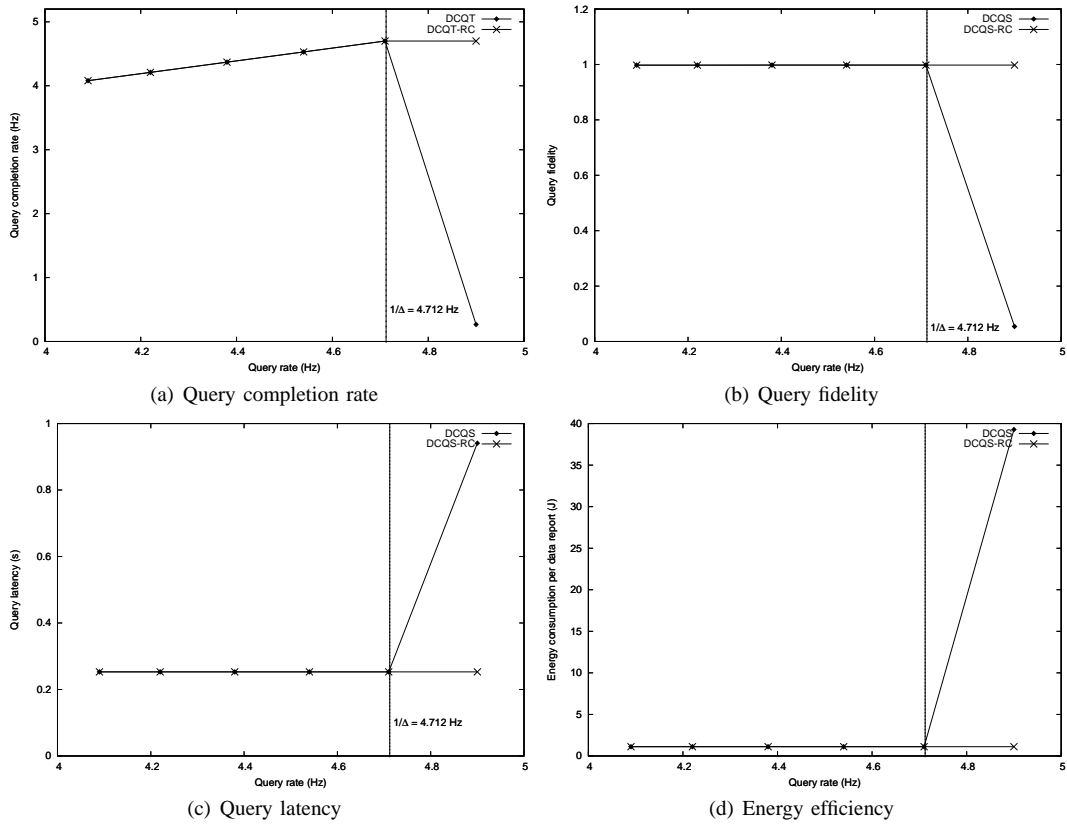 DCQT
DCQT-RC
5
4
3
2
1
0
Query completion rate (Hz)
1/Δ = 4.712 Hz
4
4.2
4.4
4.6
4.8
5
Query rate (Hz)
(a) Query completion rate
DCQS
DCQS-RC
1.2
1
0.8
0.6
0.4
0.2
0
Query fidelity
1/Δ = 4.712 Hz
4
4.2
4.4
4.6
4.8
5
Query rate (Hz)
(b) Query fidelity
DCQS
DCQS-RC
1
0.8
0.6
0.4
0.2
0
Query latency (s)
1/Δ = 4.712 Hz
4
4.2
4.4
4.6
4.8
5
Query rate (Hz)
(c) Query latency
DCQS
DCQS-RC
40
35
30
25
20
15
10
5
0
Energy consumption per data report (J)
4
4.2
4.4
4.6
4.8
5
Query rate (Hz)
(d) Energy efficiency